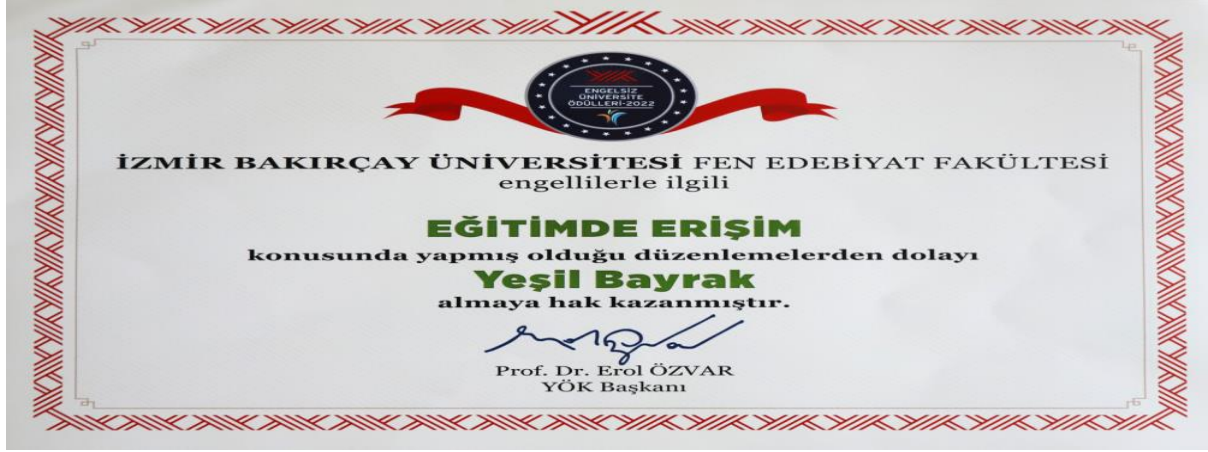 ENGELSİZ
ÜNİVERSİTE
ÖDÜLLERİ-2022
İZMİR BAKIRÇAY ÜNİVERSİTESİ FEN EDEBİYAT FAKÜLTESİ
engellilerle ilgili
EĞİTİMDE ERİŞİM
konusunda yapmış olduğu düzenlemelerden dolayı
Yeşil Bayrak
almaya hak kazanmıştır.
Prof. Dr. Erol ÖZVAR
YÖK Başkanı